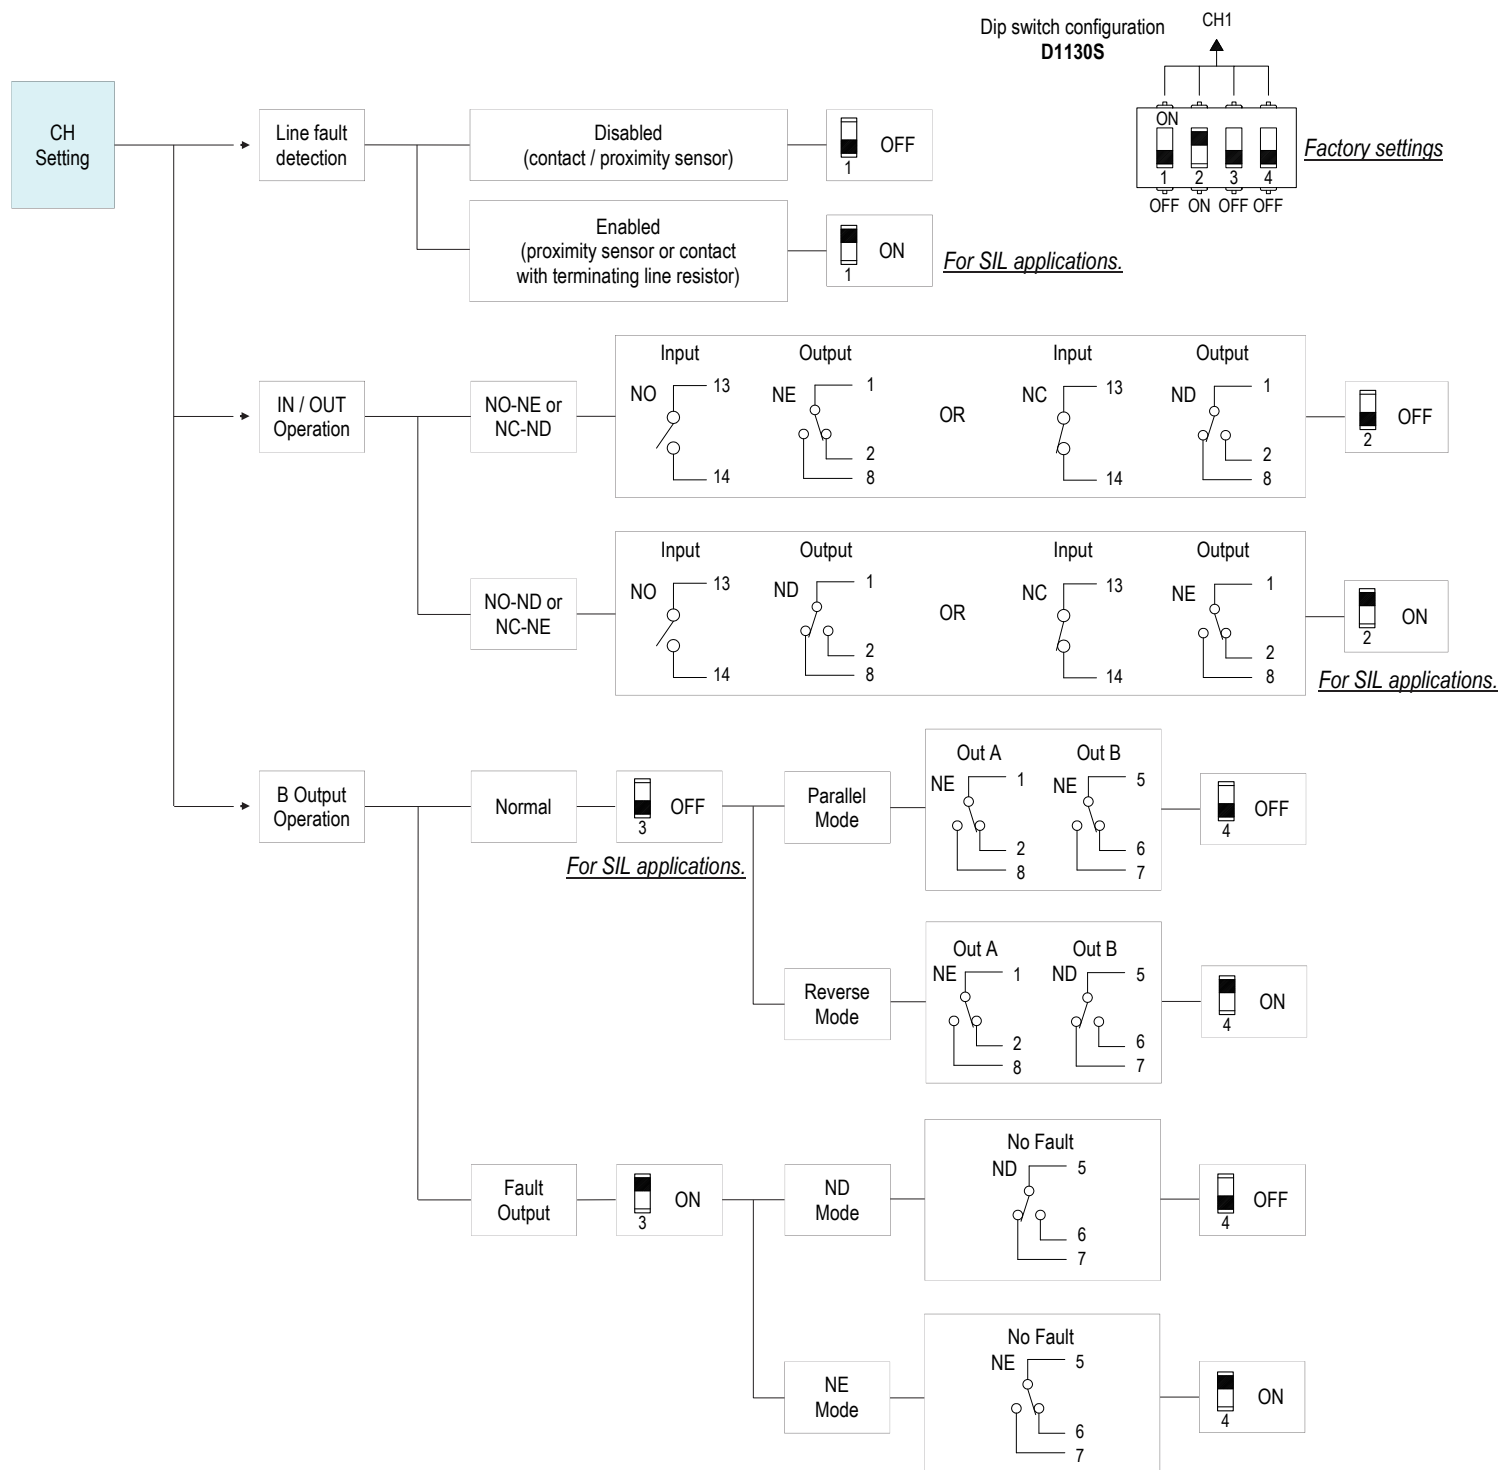 Dip switch configuration
D1130S
CH1
ON
1 2 3 4
OFF ON OFF OFF
Factory settings
CH
Setting
Line fault
detection
Disabled
(contact / proximity sensor)
1
OFF
Enabled
(proximity sensor or contact
with terminating line resistor)
1
ON
For SIL applications.
IN / OUT
Operation
NO-NE or
NC-ND
Input
NO
13
14
Output
NE
1
2
8
OR
Input
NC
13
14
Output
ND
1
2
8
2
OFF
NO-ND or
NC-NE
Input
NO
13
14
Output
ND
1
2
8
OR
Input
NC
13
14
Output
NE
1
2
8
2
ON
For SIL applications.
B Output
Operation
Normal
3
OFF
For SIL applications.
Parallel
Mode
Out A
NE
1
2
8
Out B
NE
5
6
7
4
OFF
Reverse
Mode
Out A
NE
1
2
8
Out B
ND
5
6
7
4
ON
Fault
Output
3
ON
ND
Mode
No Fault
ND
5
6
7
4
OFF
NE
Mode
No Fault
NE
5
6
7
4
ON